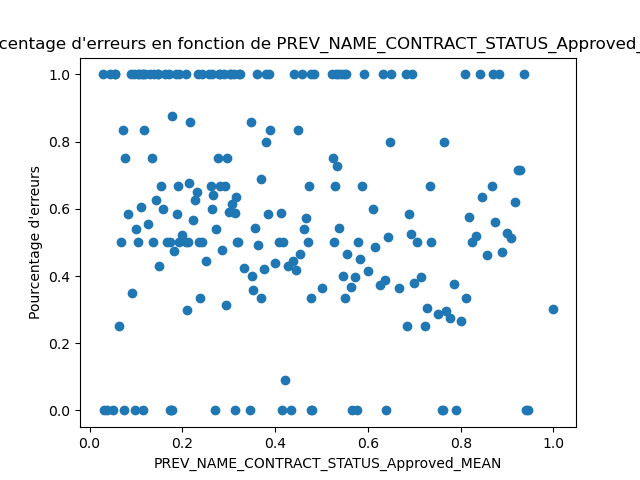 centage d'erreurs en fonction de PREV_NAME_CONTRACT_STATUS_Approved_
1.0
0.8
0.6
0.4
0.2
0.0
Pourcentage d'erreurs
0.0 0.2 0.4 0.6 0.8 1.0
PREV_NAME_CONTRACT_STATUS_Approved_MEAN